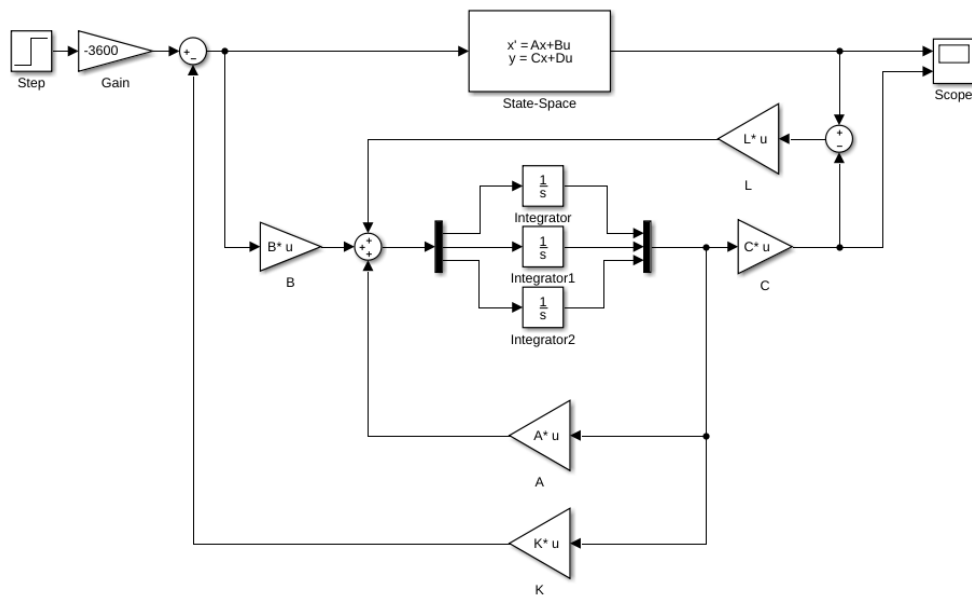 x' = Ax+Bu
y = Cx+Du
State-Space
Step
-3600
Gain
+
−
Scope
L* u
L
+
−
1
s
Integrator
B* u
B
+
+
+
1
s
Integrator1
C* u
C
1
s
Integrator2
A* u
A
K* u
K